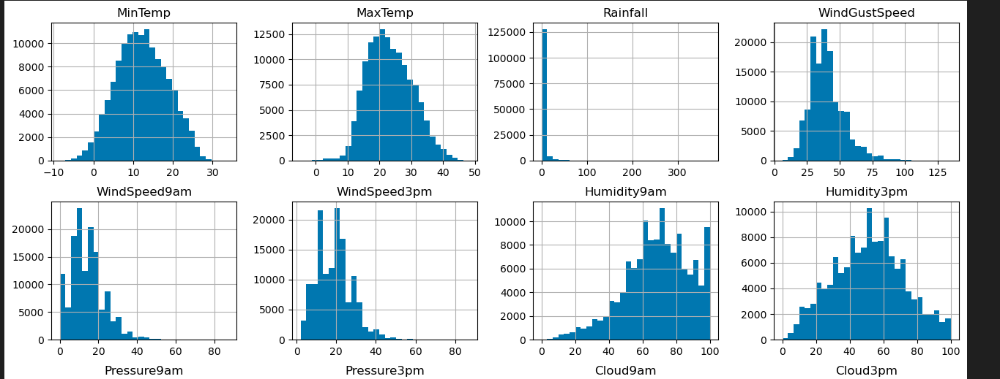 MinTemp MaxTemp Rainfall WindGustSpeed
10000 12500 125000 20000
8000 10000 100000 15000
6000 7500 75000 10000
4000 5000 50000 5000
2000 2500 25000 0
0 0 0
−10 0 10 20 30 0 10 20 30 40 50 0 100 200 300 0 25 50 75 100 125
WindSpeed9am WindSpeed3pm Humidity9am Humidity3pm
20000 20000 10000 10000
15000 15000 8000 8000
10000 10000 6000 6000
5000 5000 4000 4000
0 0 2000 2000
0 0
0 20 40 60 80 0 20 40 60 80 0 20 40 60 80 100 0 20 40 60 80 100
Pressure9am Pressure3pm Cloud9am Cloud3pm